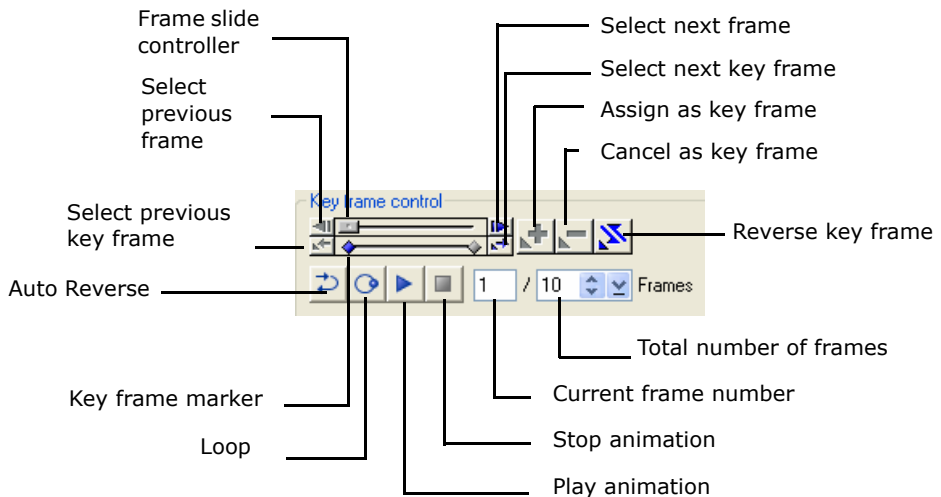 Frame slide
controller
Select next frame
Select next key frame
Select
previous
frame
Assign as key frame
Cancel as key frame
Key frame control
Select previous
key frame
Reverse key frame
Auto Reverse
1 / 10 Frames
Total number of frames
Key frame marker
Current frame number
Loop
Stop animation
Play animation